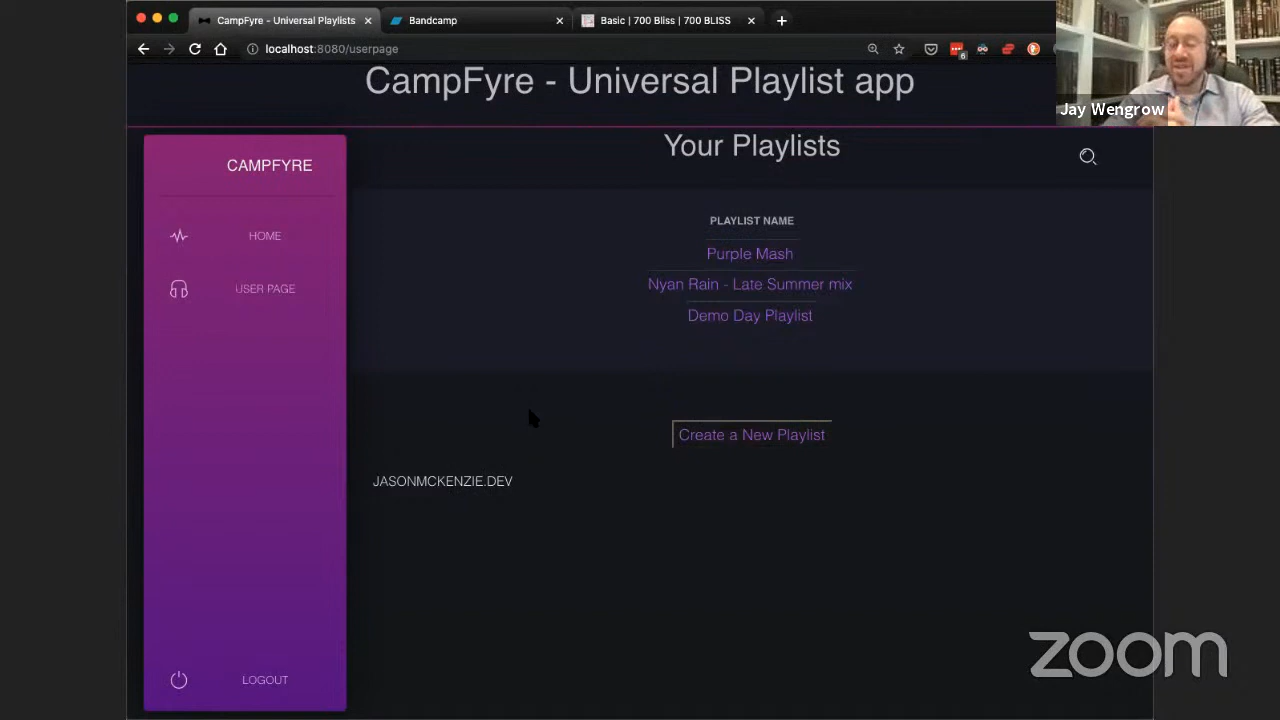 CampFyre - Universal Playlists
Bandcamp
Basic | 700 Bliss | 700 BLISS
localhost:8080/userpage
6
CampFyre - Universal Playlist app
Jay Wengrow
CAMPFYRE
HOME
USER PAGE
LOGOUT
Your Playlists
PLAYLIST NAME
Purple Mash
Nyan Rain - Late Summer mix
Demo Day Playlist
Create a New Playlist
JASONMCKENZIE.DEV
zoom